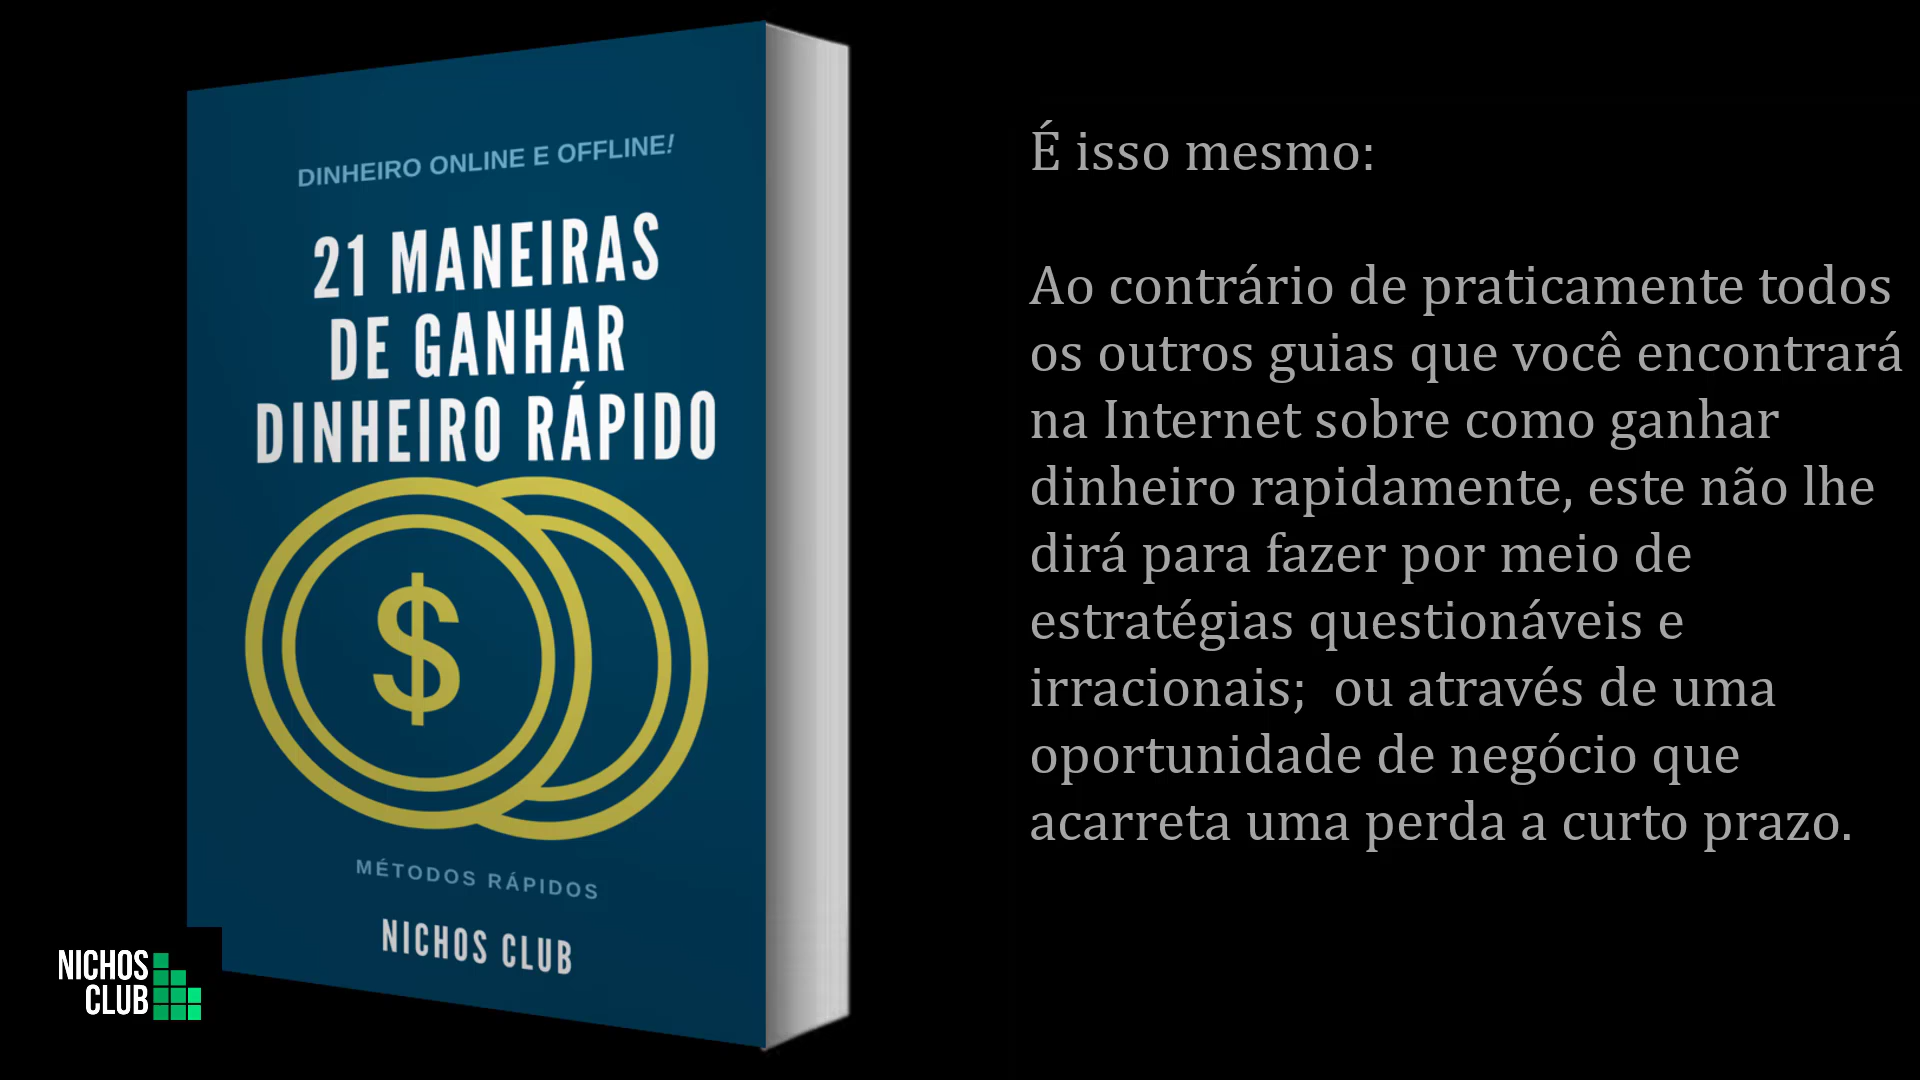 DINHEIRO ONLINE E OFFLINE!
21 MANEIRAS
DE GANHAR
DINHEIRO RÁPIDO
$
MÉTODOS RÁPIDOS
NICHOS CLUB
NICHOS
CLUB
É isso mesmo:
Ao contrário de praticamente todos
os outros guias que você encontrará
na Internet sobre como ganhar
dinheiro rapidamente, este não lhe
dirá para fazer por meio de
estratégias questionáveis e
irracionais;  ou através de uma
oportunidade de negócio que
acarreta uma perda a curto prazo.